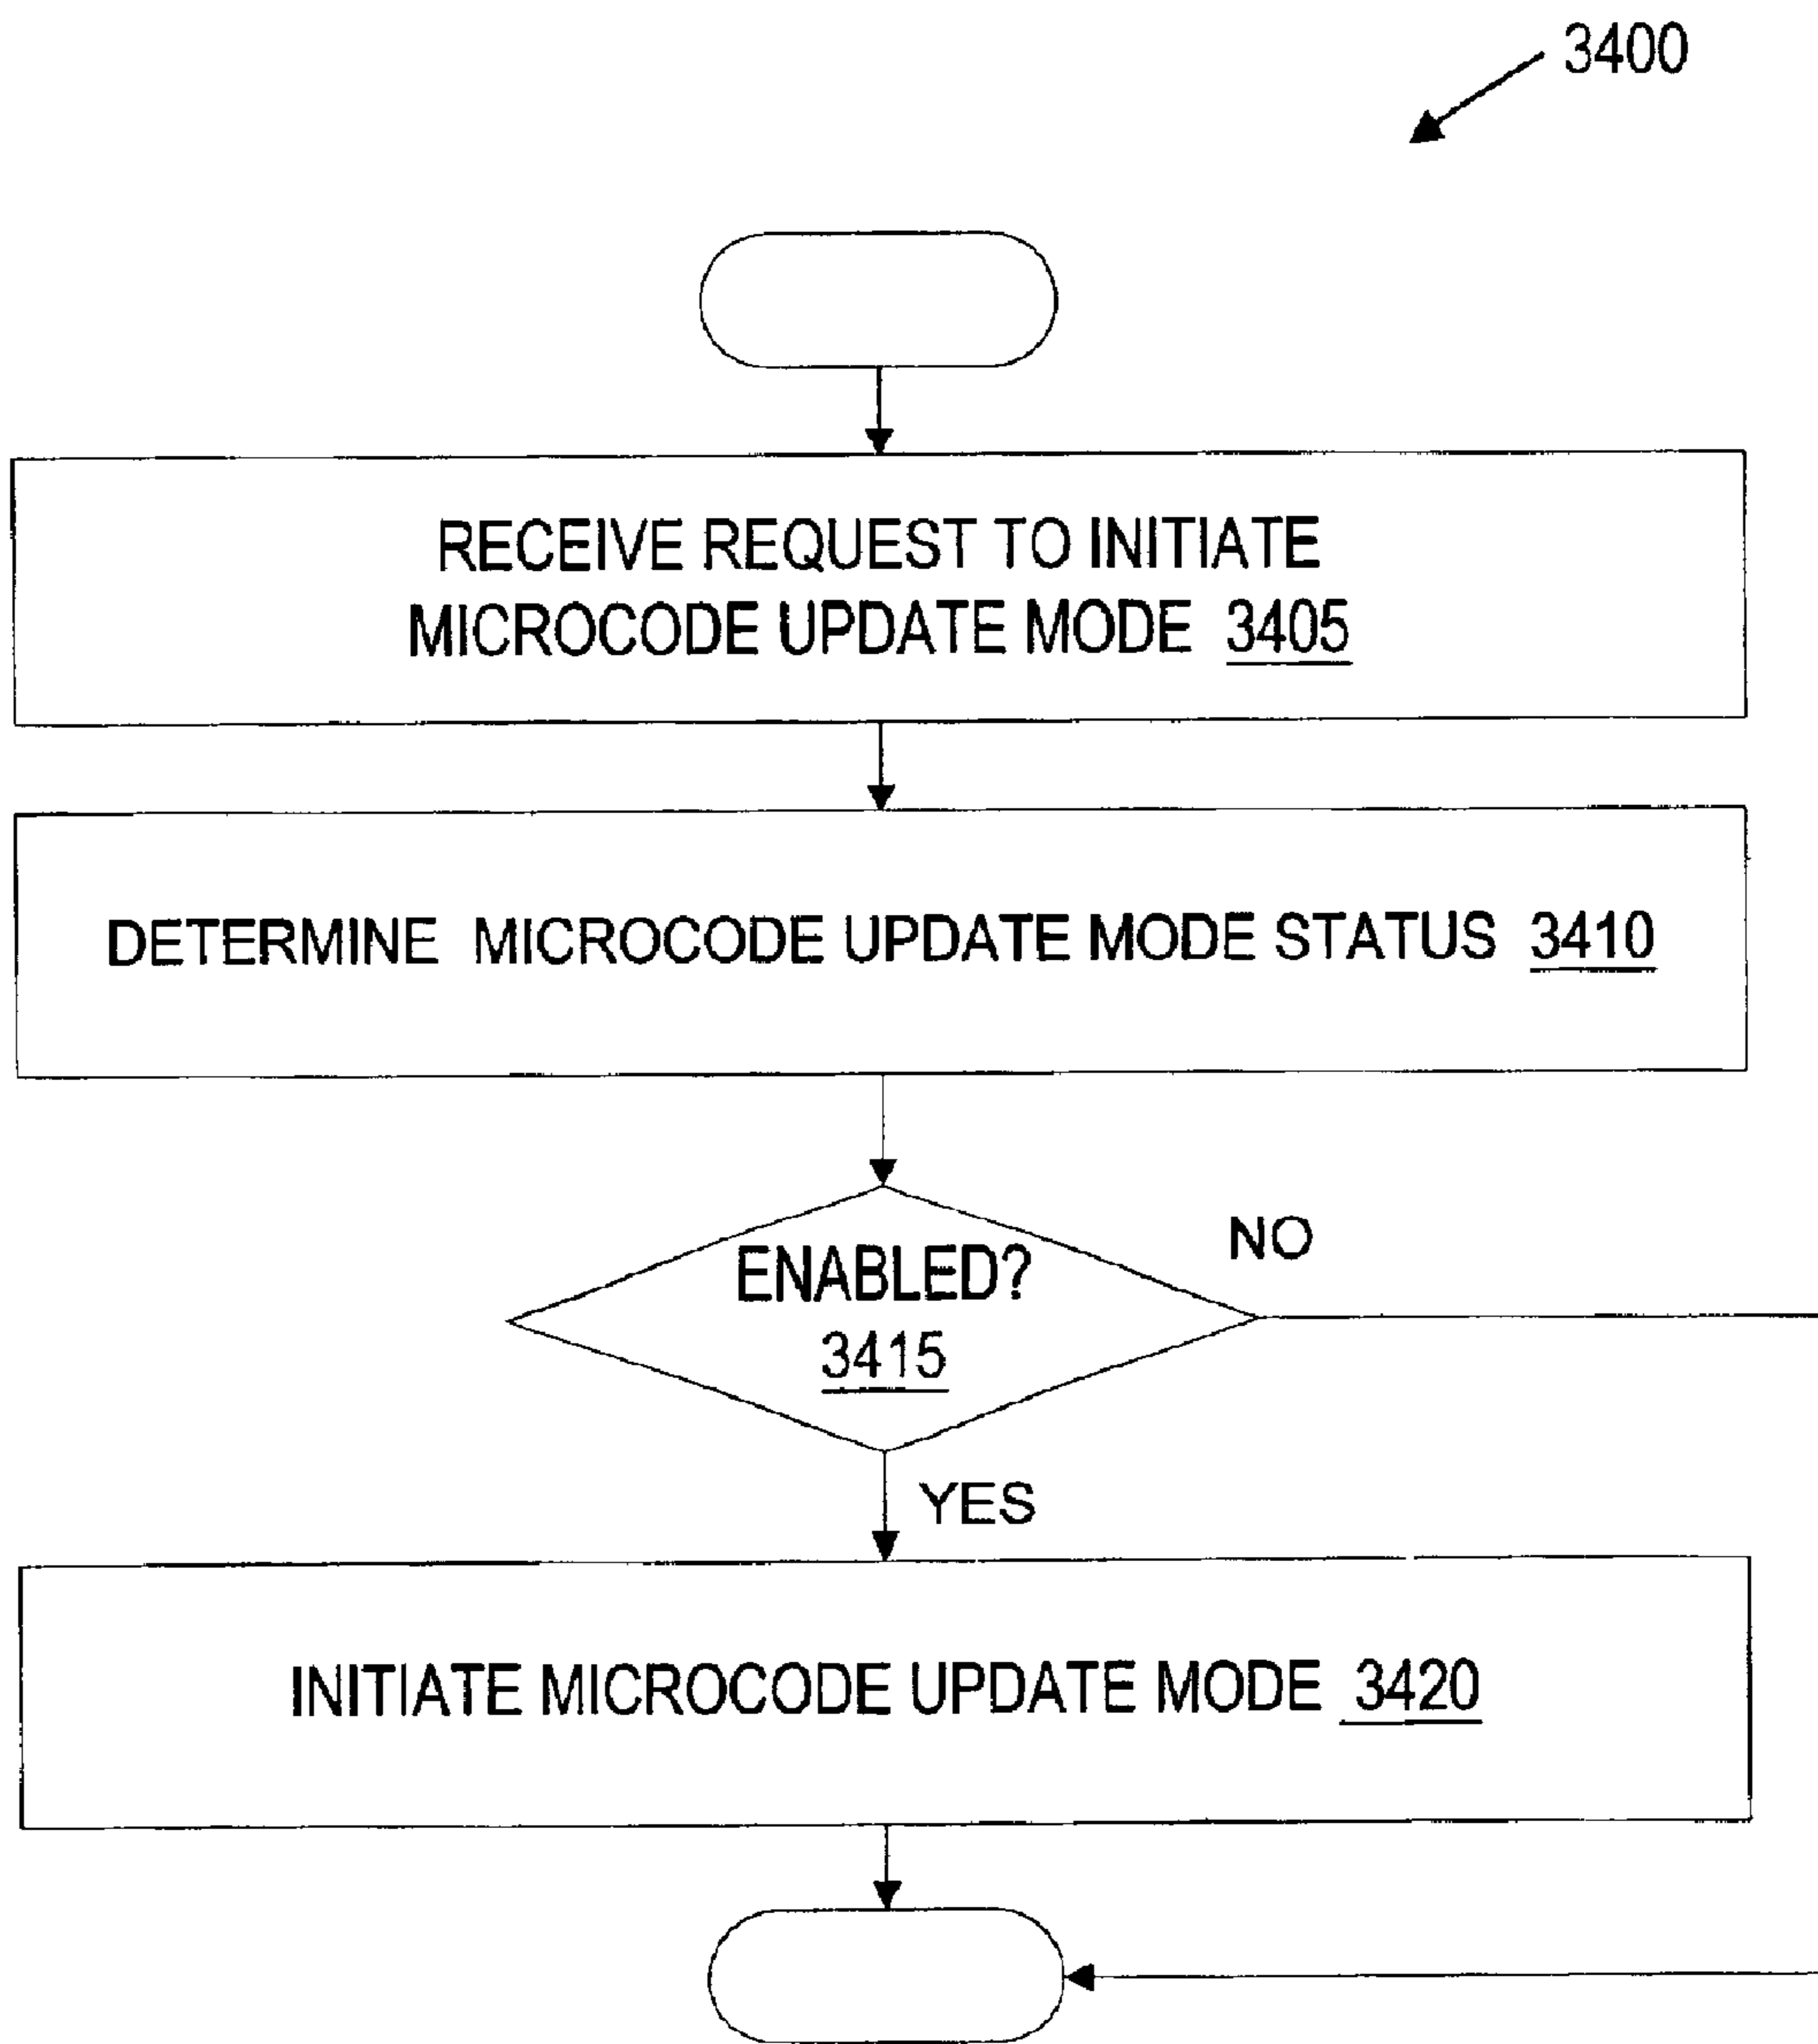 3400
RECEIVE REQUEST TO INITIATE
MICROCODE UPDATE MODE 3405
DETERMINE MICROCODE UPDATE MODE STATUS 3410
ENABLED?
3415
NO
YES
INITIATE MICROCODE UPDATE MODE 3420